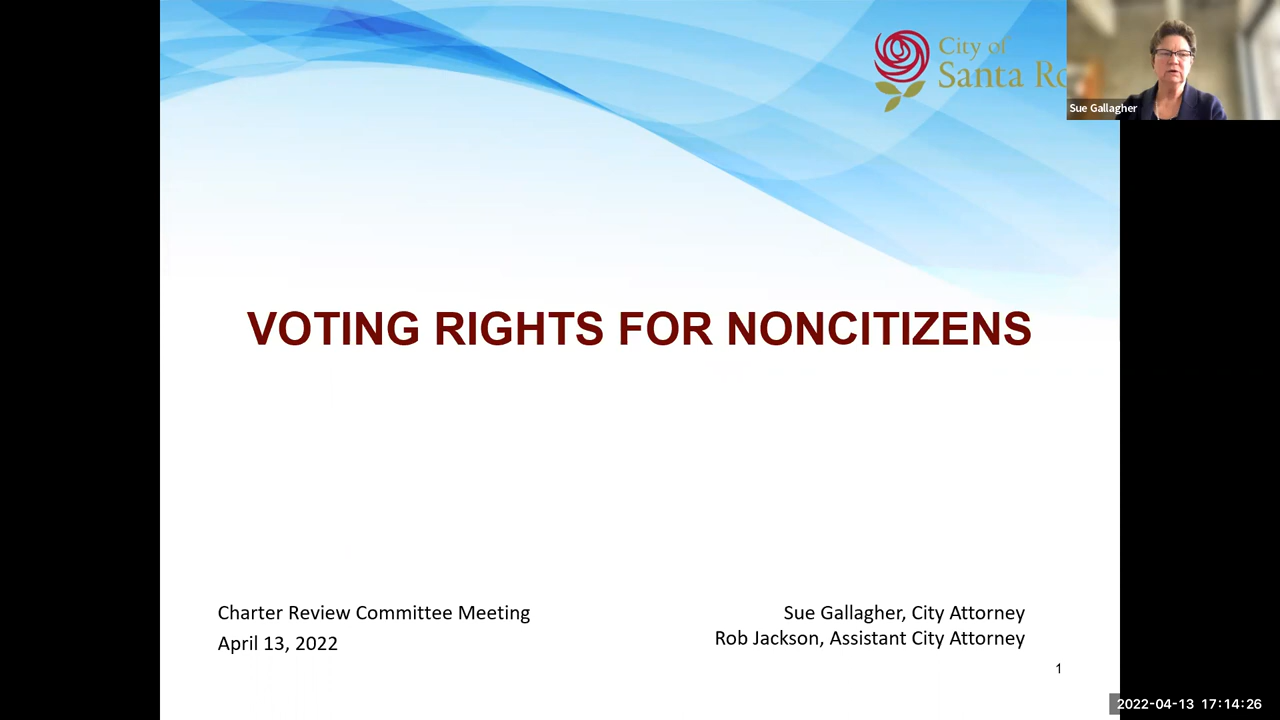 City of
Santa
Sue Gallagher
VOTING RIGHTS FOR NONCITIZENS
Charter Review Committee Meeting
April 13, 2022
Sue Gallagher, City Attorney
Rob Jackson, Assistant City Attorney
1
2022-04-13 17:14:26